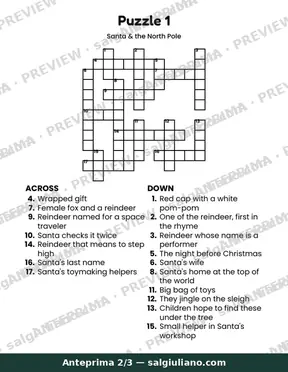 Puzzle 1
Santa & the North Pole
ACROSS
4. Wrapped gift
7. Female fox and a reindeer
9. Reindeer named for a space
traveler
10. Santa checks it twice
14. Reindeer that means to step
high
16. Santa's last name
17. Santa's toymaking helpers
DOWN
1. Red cap with a white
pom-pom
2. One of the reindeer, first in
the rhyme
3. Reindeer whose name is a
performer
5. The night before Christmas
6. Santa's wife
8. Santa's home at the top of
the world
11. Big bag of toys
12. They jingle on the sleigh
13. Children hope to find these
under the tree
15. Small helper in Santa's
workshop
Anteprima 2/3 — salgiuliano.com